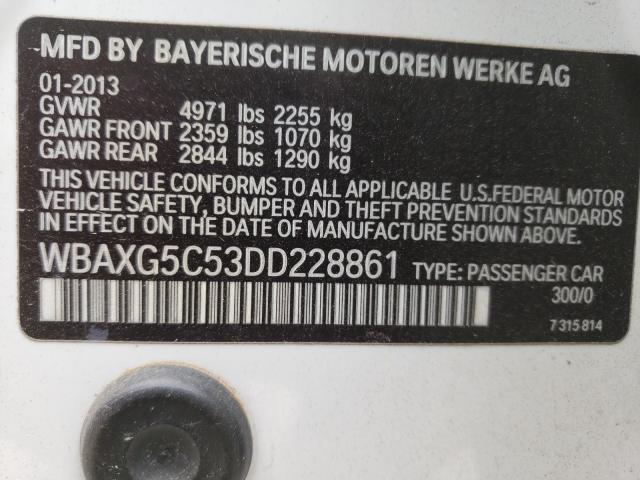 MFD BY BAYERISCHE MOTOREN WERKE AG
01-2013
GVWR 4971 lbs 2255 kg
GAWR FRONT 2359 lbs 1070 kg
GAWR REAR 2844 lbs 1290 kg
THIS VEHICLE CONFORMS TO ALL APPLICABLE U.S.FEDERAL MOTOR
VEHICLE SAFETY, BUMPER AND THEFT PREVENTION STANDARDS
IN EFFECT ON THE DATE OF MANUFACTURE SHOWN ABOVE
WBAXG5C53DD228861 TYPE: PASSENGER CAR
300/0
7 315 814